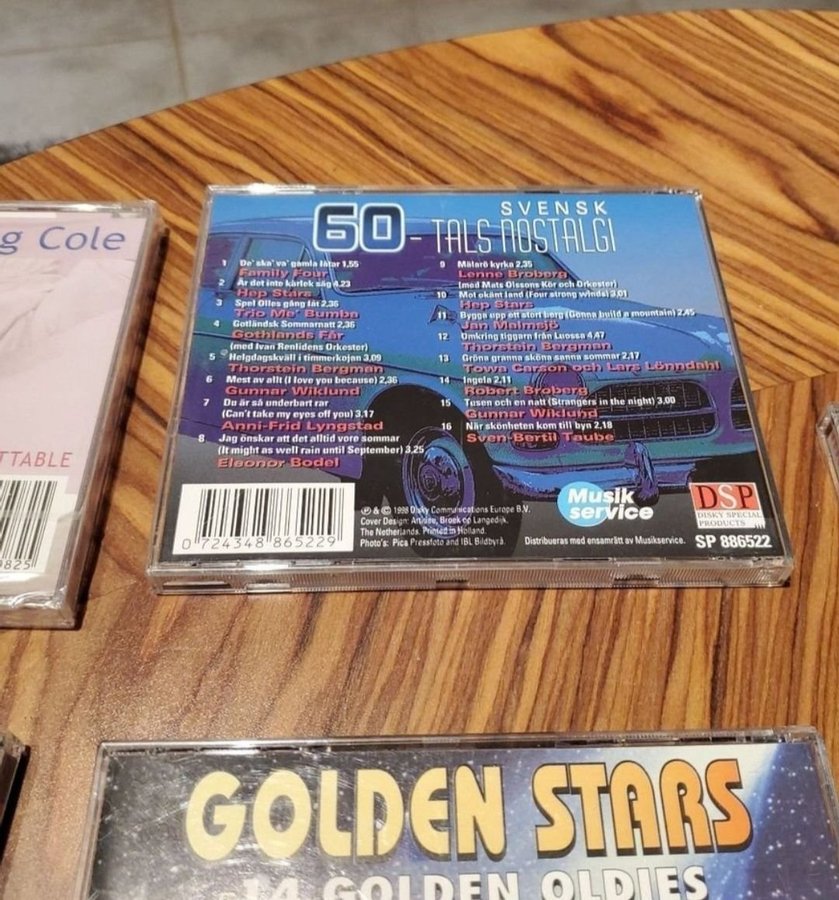 g Cole
TTABLE
9825
SVENSK
60-TALS NOSTALGI
1 De' ska' va' gamla låtar 1,55
Family Four
2 Är det inte kärlek säg 4.23
Hep Stars
3 Spel Olles gång låt 2,36
Trio Me' Bumba
4 Gotländsk Sommarnatt 2,36
Gothlands Får
(med Ivan Renlidens Orkester)
5 Helgdagskväll i timmerkojan 3,09
Thorstein Bergman
6 Mest av allt (I love you because) 2,36
Gunnar Wiklund
7 Du är så underbart rar
(Can't take my eyes off you) 3.17
Anni-Frid Lyngstad
8 Jag önskar att det alltid vore sommar
(It might as well rain until September) 3,25
Eleonor Bodel
9 Mälarö kyrka 2,35
Lenne Broberg
(med Mats Olssons Kör och Orkester)
10 Mot okänt land (Four strong winds) 3,01
Hep Stars
11 Bygga upp ett stort berg (Gonna build a mountain) 2,45
Jan Malmsjö
12 Omkring tiggarn från Luossa 4,47
Thorstein Bergman
13 Gröna granna sköna sanna sommar 2,17
Towa Carson och Lars Lönndahl
14 Ingela 2,11
Robert Broberg
15 Tusen och en natt (Strangers in the night) 3,00
Gunnar Wiklund
16 När skönheten kom till byn 2,18
Sven-Bertil Taube
0 724348 865229
℗ & © 1998 Disky Communications Europe B.V.
Cover Design: Artidee, Broek op Langedijk.
The Netherlands. Printed in Holland.
Photo's: Pica Pressfoto and IBL Bildbyrå.
Musik
service
Distribueras med ensamrätt av Musikservice.
DSP
DISKY SPECIAL
PRODUCTS
SP 886522
GOLDEN STARS
14 GOLDEN OLDIES